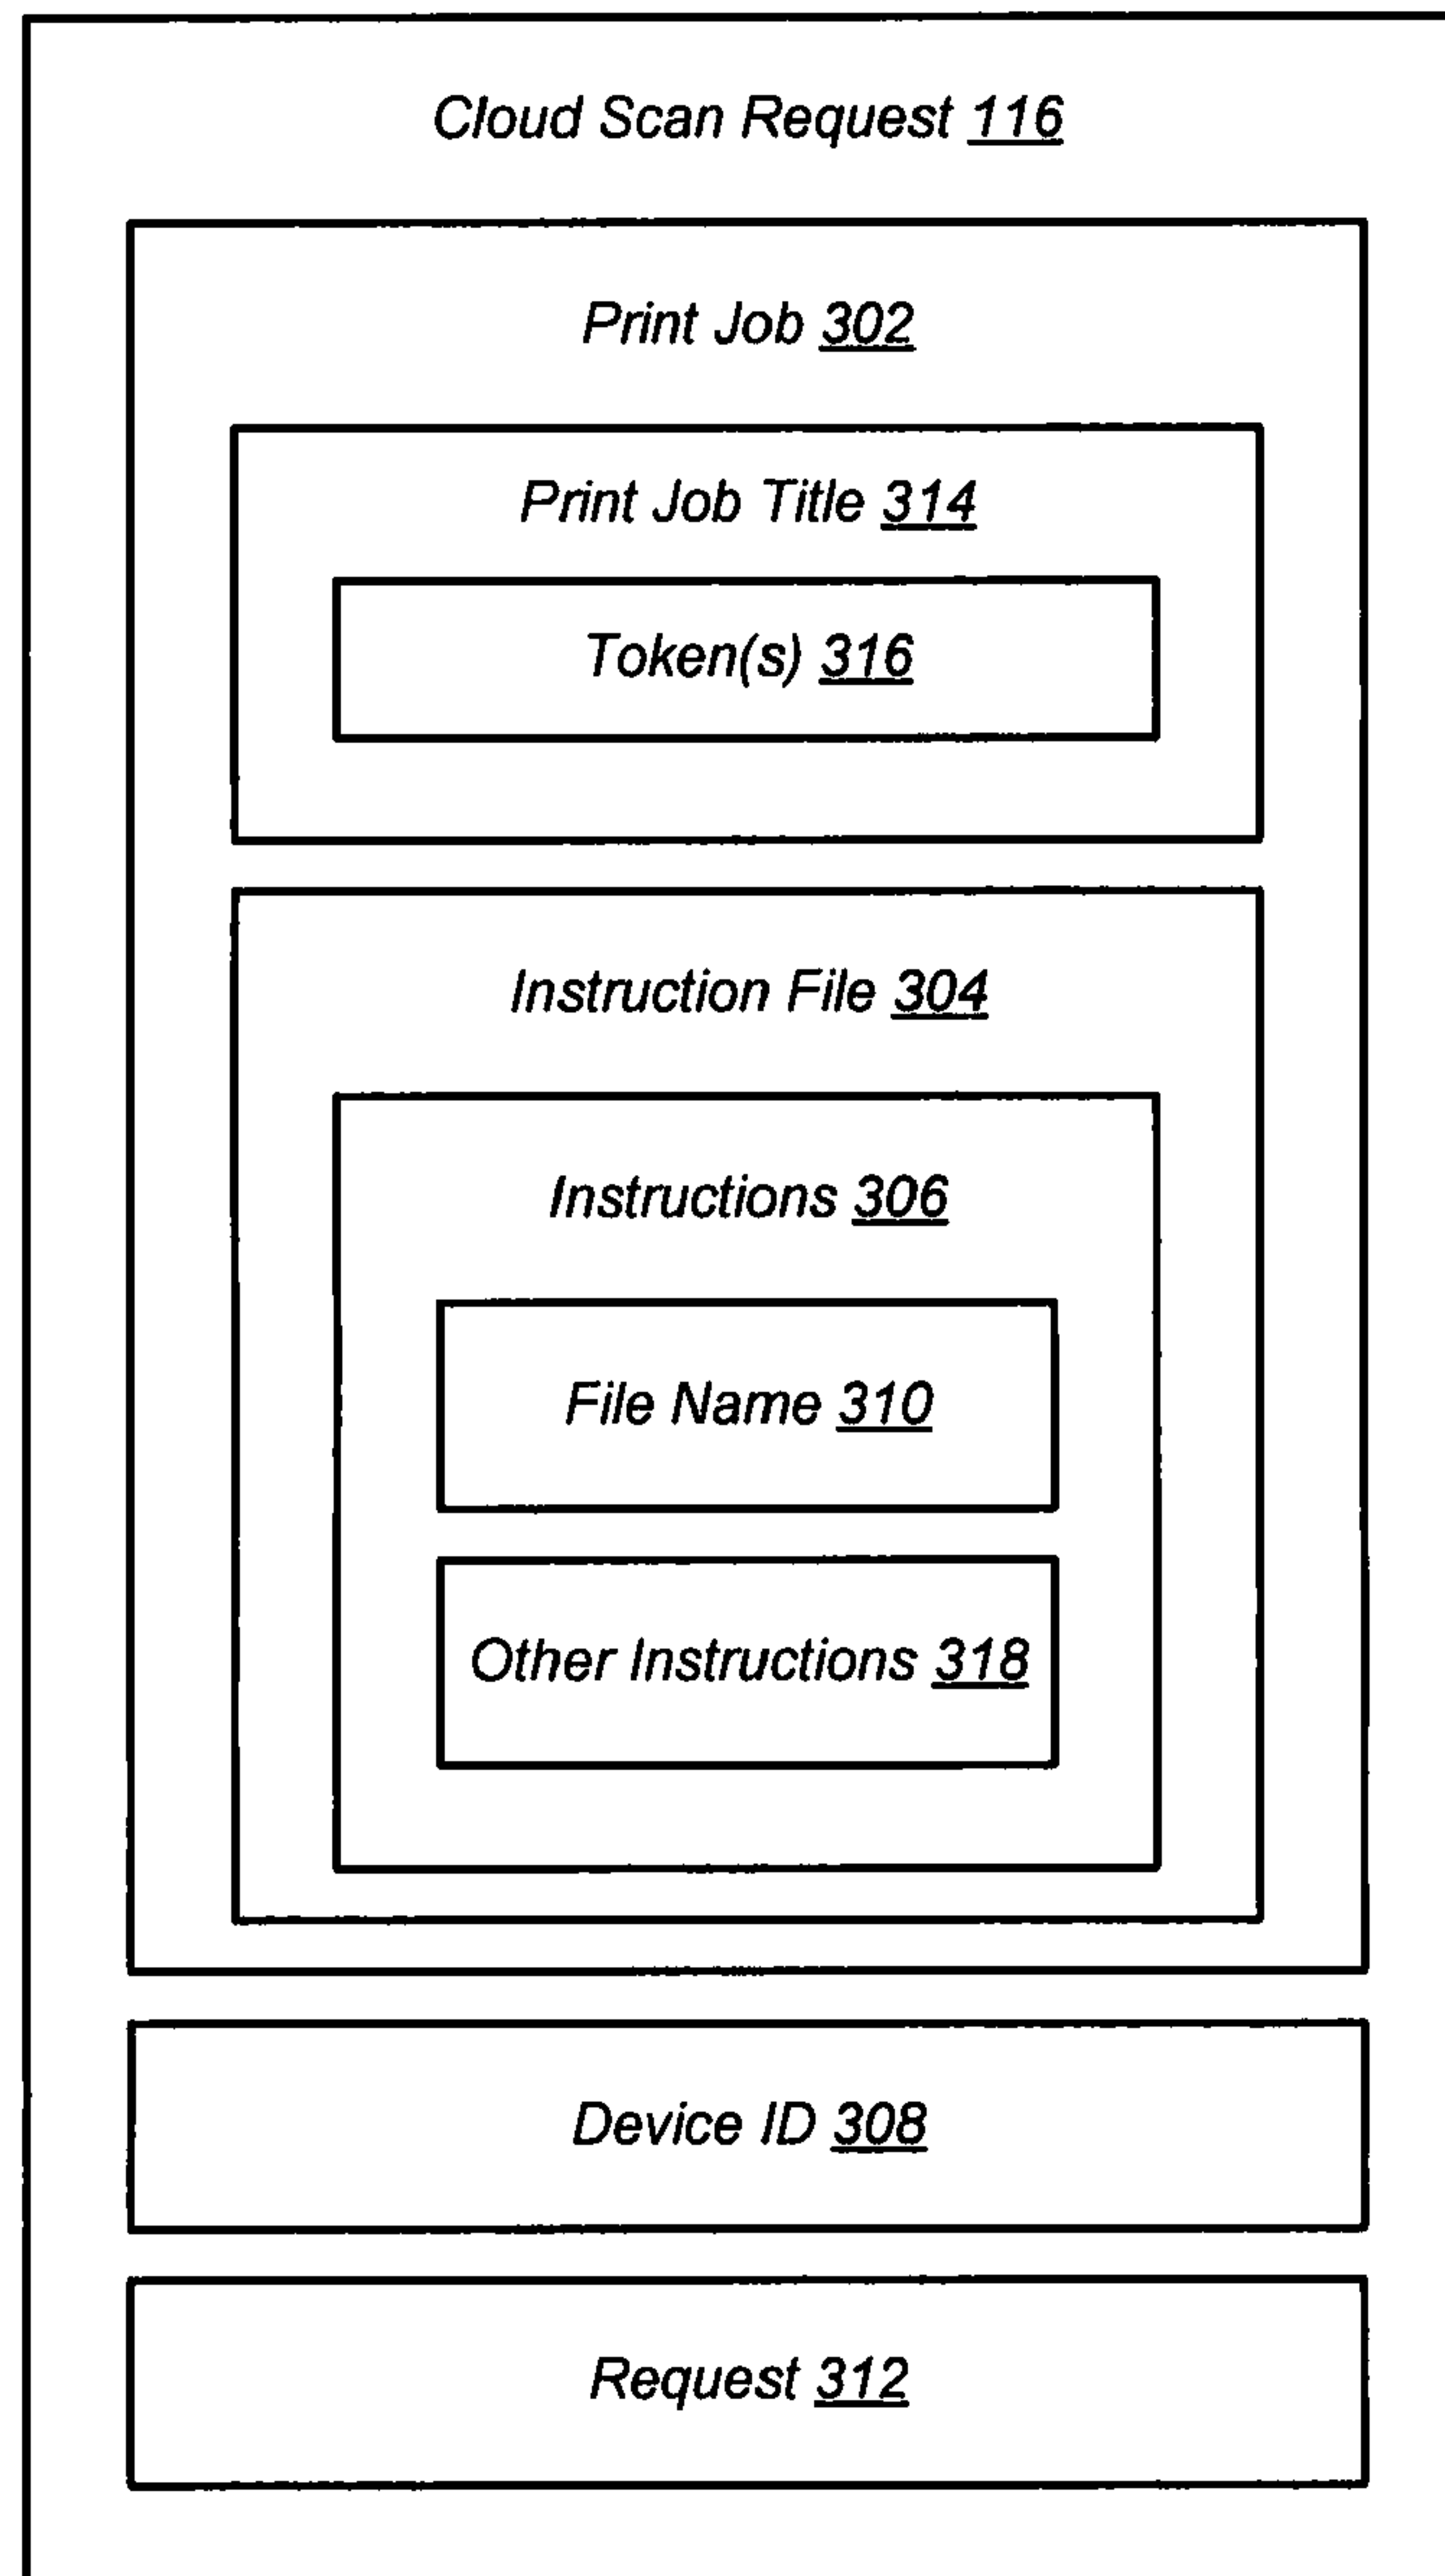 Cloud Scan Request 116
Print Job 302
Print Job Title 314
Token(s) 316
Instruction File 304
Instructions 306
File Name 310
Other Instructions 318
Device ID 308
Request 312